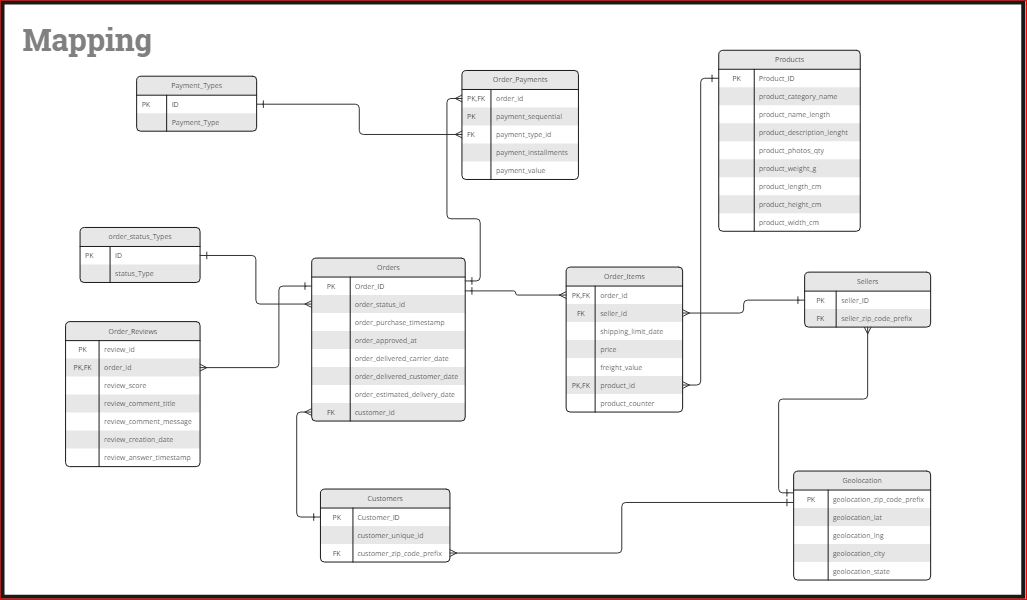 Mapping
Payment_Types
PK ID
Payment_Type
Order_Payments
PK,FK order_id
PK payment_sequential
FK payment_type_id
payment_installments
payment_value
Products
PK Product_ID
product_category_name
product_name_length
product_description_lenght
product_photos_qty
product_weight_g
product_length_cm
product_height_cm
product_width_cm
order_status_Types
PK ID
status_Type
Orders
PK Order_ID
order_status_id
order_purchase_timestamp
order_approved_at
order_delivered_carrier_date
order_delivered_customer_date
order_estimated_delivery_date
FK customer_id
Order_Items
PK,FK order_id
FK seller_id
shipping_limit_date
price
freight_value
PK,FK product_id
product_counter
Sellers
PK seller_ID
FK seller_zip_code_prefix
Order_Reviews
PK review_id
PK,FK order_id
review_score
review_comment_title
review_comment_message
review_creation_date
review_answer_timestamp
Customers
PK Customer_ID
customer_unique_id
FK customer_zip_code_prefix
Geolocation
PK geolocation_zip_code_prefix
geolocation_lat
geolocation_lng
geolocation_city
geolocation_state